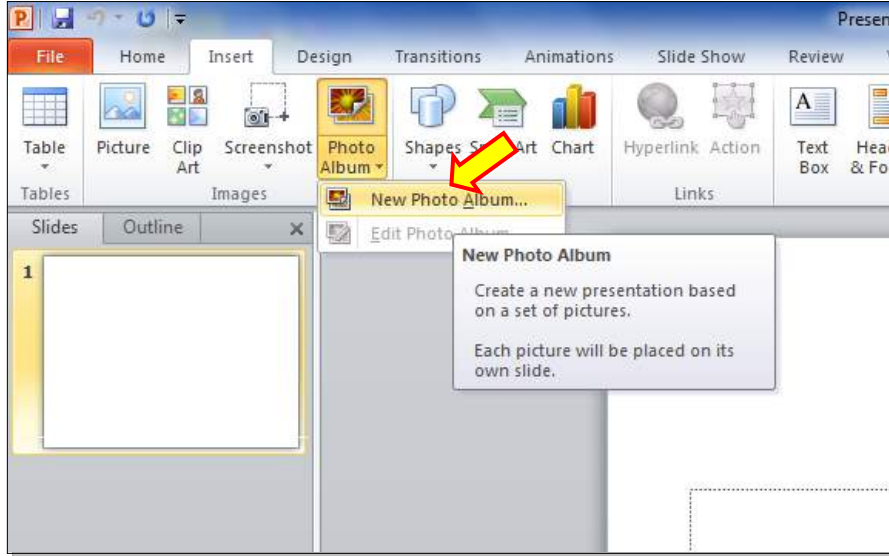 Presen
File Home Insert Design Transitions Animations Slide Show Review
Table Picture Clip Art Screenshot Photo Album Shapes Art Chart Hyperlink Action Text Box
Tables Images Links
New Photo Album...
Edit Photo Album...
Slides Outline
New Photo Album
Create a new presentation based
on a set of pictures.
Each picture will be placed on its
own slide.
1